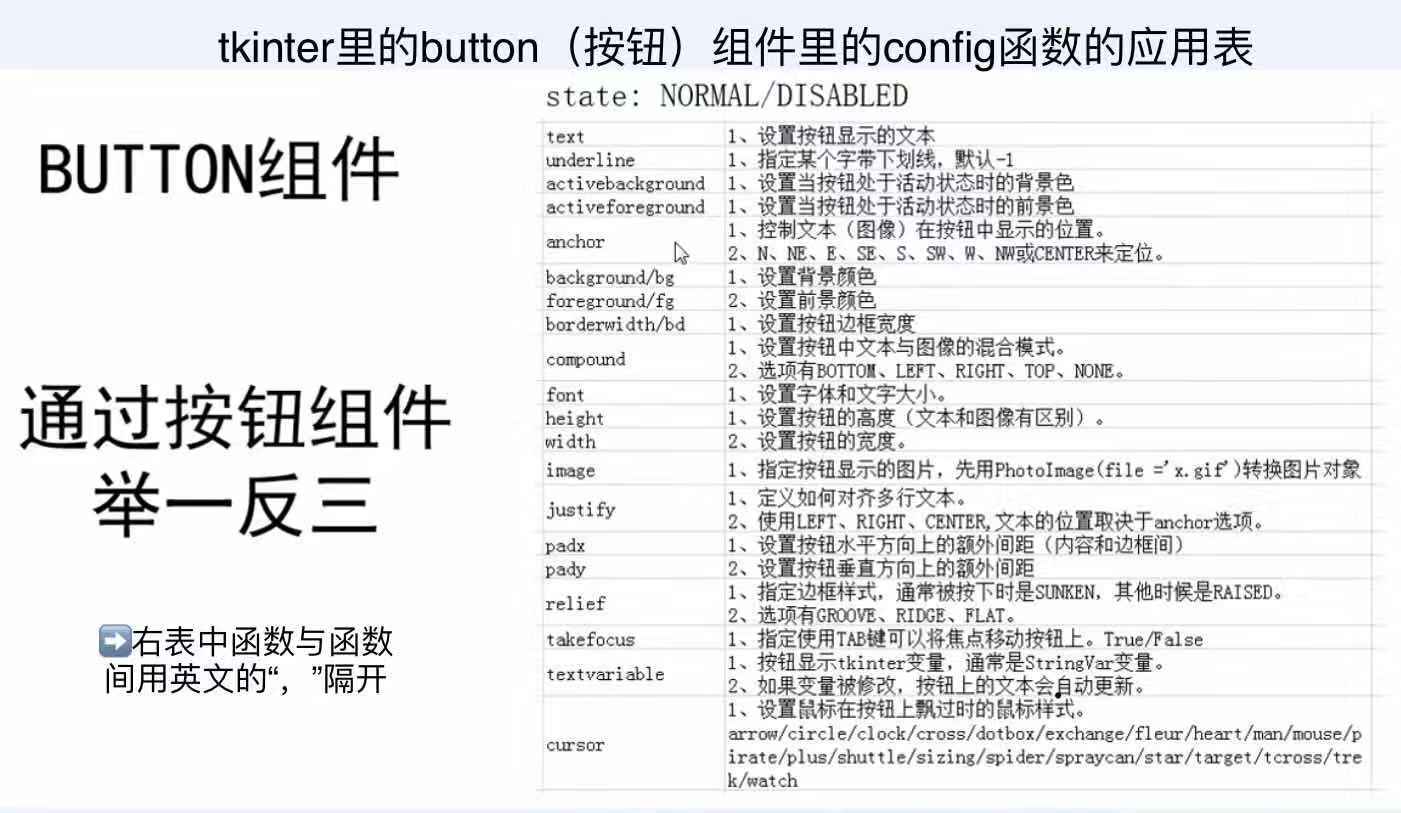 tkinter里的button（按钮）组件里的config函数的应用表
BUTTON组件
通过按钮组件
举一反三
➡️右表中函数与函数
间用英文的“，”隔开
state: NORMAL/DISABLED
text 1、设置按钮显示的文本
underline 1、指定某个字带下划线，默认-1
activebackground 1、设置当按钮处于活动状态时的背景色
activeforeground 1、设置当按钮处于活动状态时的前景色
anchor 1、控制文本（图像）在按钮中显示的位置。
2、N、NE、E、SE、S、SW、W、NW或CENTER来定位。
background/bg 1、设置背景颜色
foreground/fg 2、设置前景颜色
borderwidth/bd 1、设置按钮边框宽度
compound 1、设置按钮中文本与图像的混合模式。
2、选项有BOTTOM、LEFT、RIGHT、TOP、NONE。
font 1、设置字体和文字大小。
height 1、设置按钮的高度（文本和图像有区别）。
width 2、设置按钮的宽度。
image 1、指定按钮显示的图片，先用PhotoImage(file ='x.gif')转换图片对象
justify 1、定义如何对齐多行文本。
2、使用LEFT、RIGHT、CENTER,文本的位置取决于anchor选项。
padx 1、设置按钮水平方向上的额外间距（内容和边框间）
pady 2、设置按钮垂直方向上的额外间距
relief 1、指定边框样式，通常被按下时是SUNKEN，其他时候是RAISED。
2、选项有GROOVE、RIDGE、FLAT。
takefocus 1、指定使用TAB键可以将焦点移动按钮上。True/False
textvariable 1、按钮显示tkinter变量，通常是StringVar变量。
2、如果变量被修改，按钮上的文本会自动更新。
cursor 1、设置鼠标在按钮上飘过时的鼠标样式。
arrow/circle/clock/cross/dotbox/exchange/fleur/heart/man/mouse/p
irate/plus/shuttle/sizing/spider/spraycan/star/target/tcross/tre
k/watch